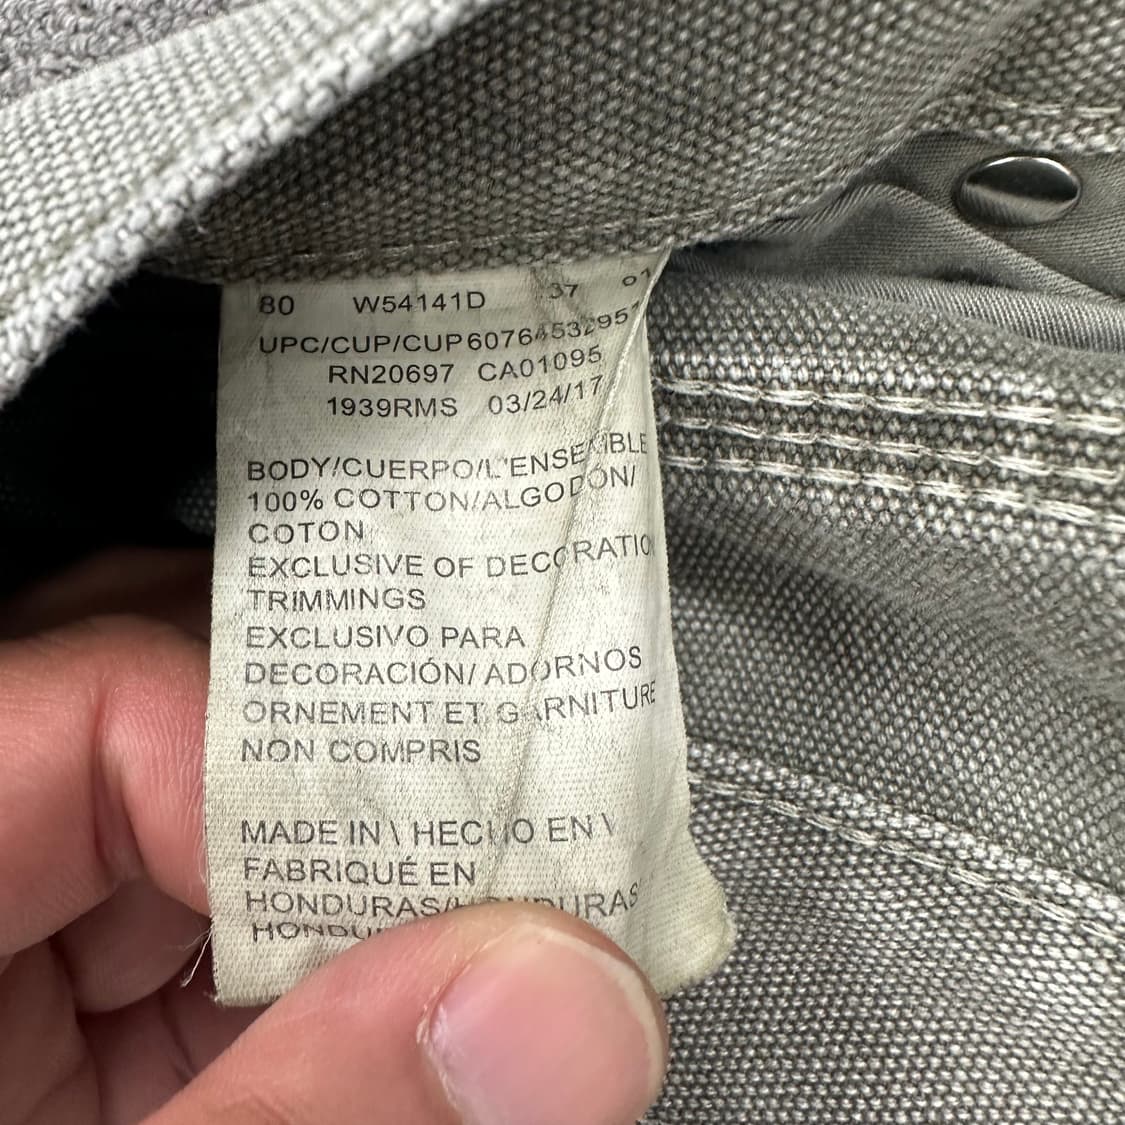 80 W54141D 37 01
UPC/CUP/CUP
RN20697 CA01095
1939RMS 03/24/17
BODY/CUERPO/L'ENSEMBLE
100% COTTON/ALGODÓN/
COTON
EXCLUSIVE OF DECORATIO
TRIMMINGS
EXCLUSIVO PARA
DECORACIÓN/ ADORNOS
ORNEMENT ET GARNITURE
NON COMPRIS
MADE IN \ HECHO EN \
FABRIQUÉ EN
HONDURAS/HONDURAS